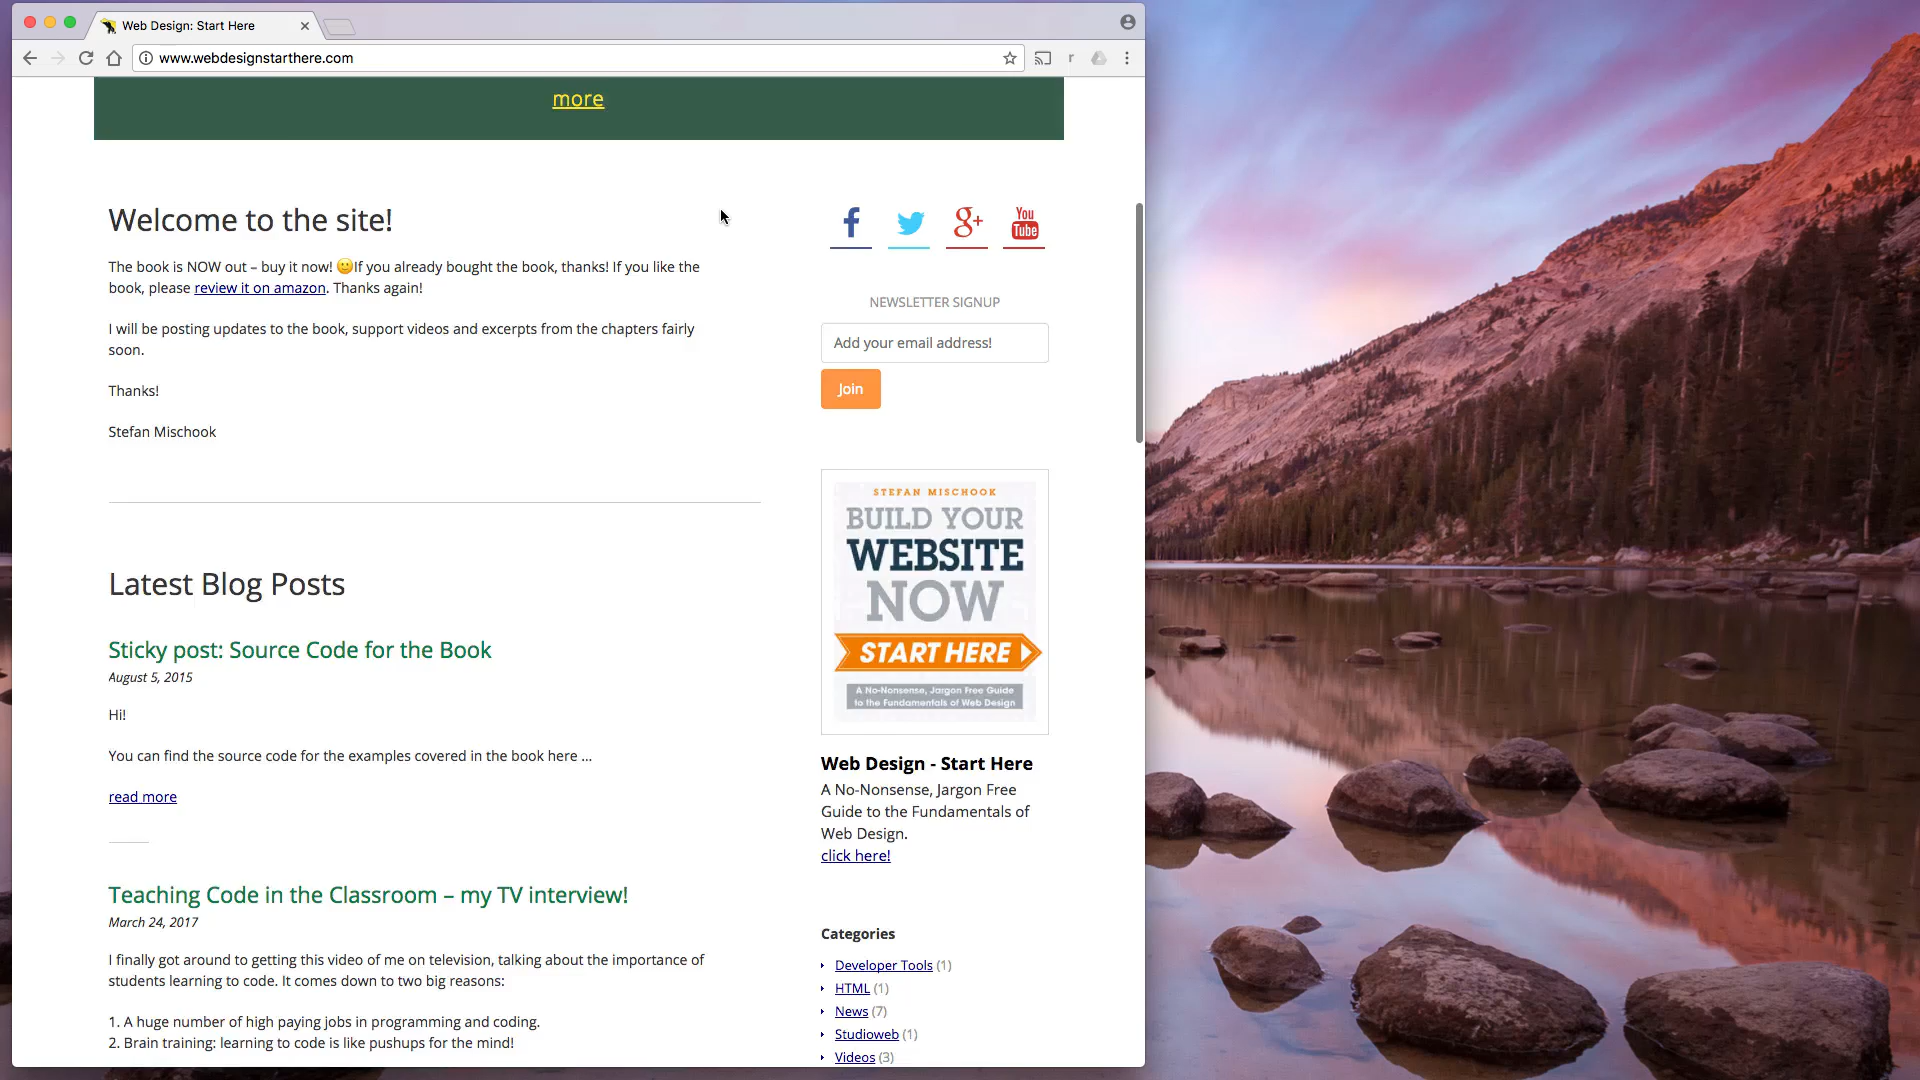 Web Design: Start Here
www.webdesignstarthere.com
r
more
Welcome to the site!
The book is NOW out – buy it now! 🙂If you already bought the book, thanks! If you like the
book, please review it on amazon. Thanks again!
I will be posting updates to the book, support videos and excerpts from the chapters fairly
soon.
Thanks!
Stefan Mischook
Latest Blog Posts
Sticky post: Source Code for the Book
August 5, 2015
Hi!
You can find the source code for the examples covered in the book here ...
read more
Teaching Code in the Classroom – my TV interview!
March 24, 2017
I finally got around to getting this video of me on television, talking about the importance of
students learning to code. It comes down to two big reasons:
1. A huge number of high paying jobs in programming and coding.
2. Brain training: learning to code is like pushups for the mind!
f
g+
You
Tube
NEWSLETTER SIGNUP
Add your email address!
Join
STEFAN MISCHOOK
BUILD YOUR
WEBSITE
NOW
START HERE
A No-Nonsense, Jargon Free Guide
to the Fundamentals of Web Design
Web Design - Start Here
A No-Nonsense, Jargon Free
Guide to the Fundamentals of
Web Design.
click here!
Categories
Developer Tools (1)
HTML (1)
News (7)
Studioweb (1)
Videos (3)